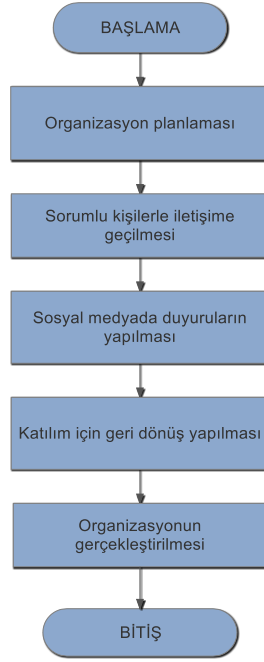 BAŞLAMA
Organizasyon planlaması
Sorumlu kişilerle iletişime
geçilmesi
Sosyal medyada duyuruların
yapılması
Katılım için geri dönüş yapılması
Organizasyonun
gerçekleştirilmesi
BİTİŞ